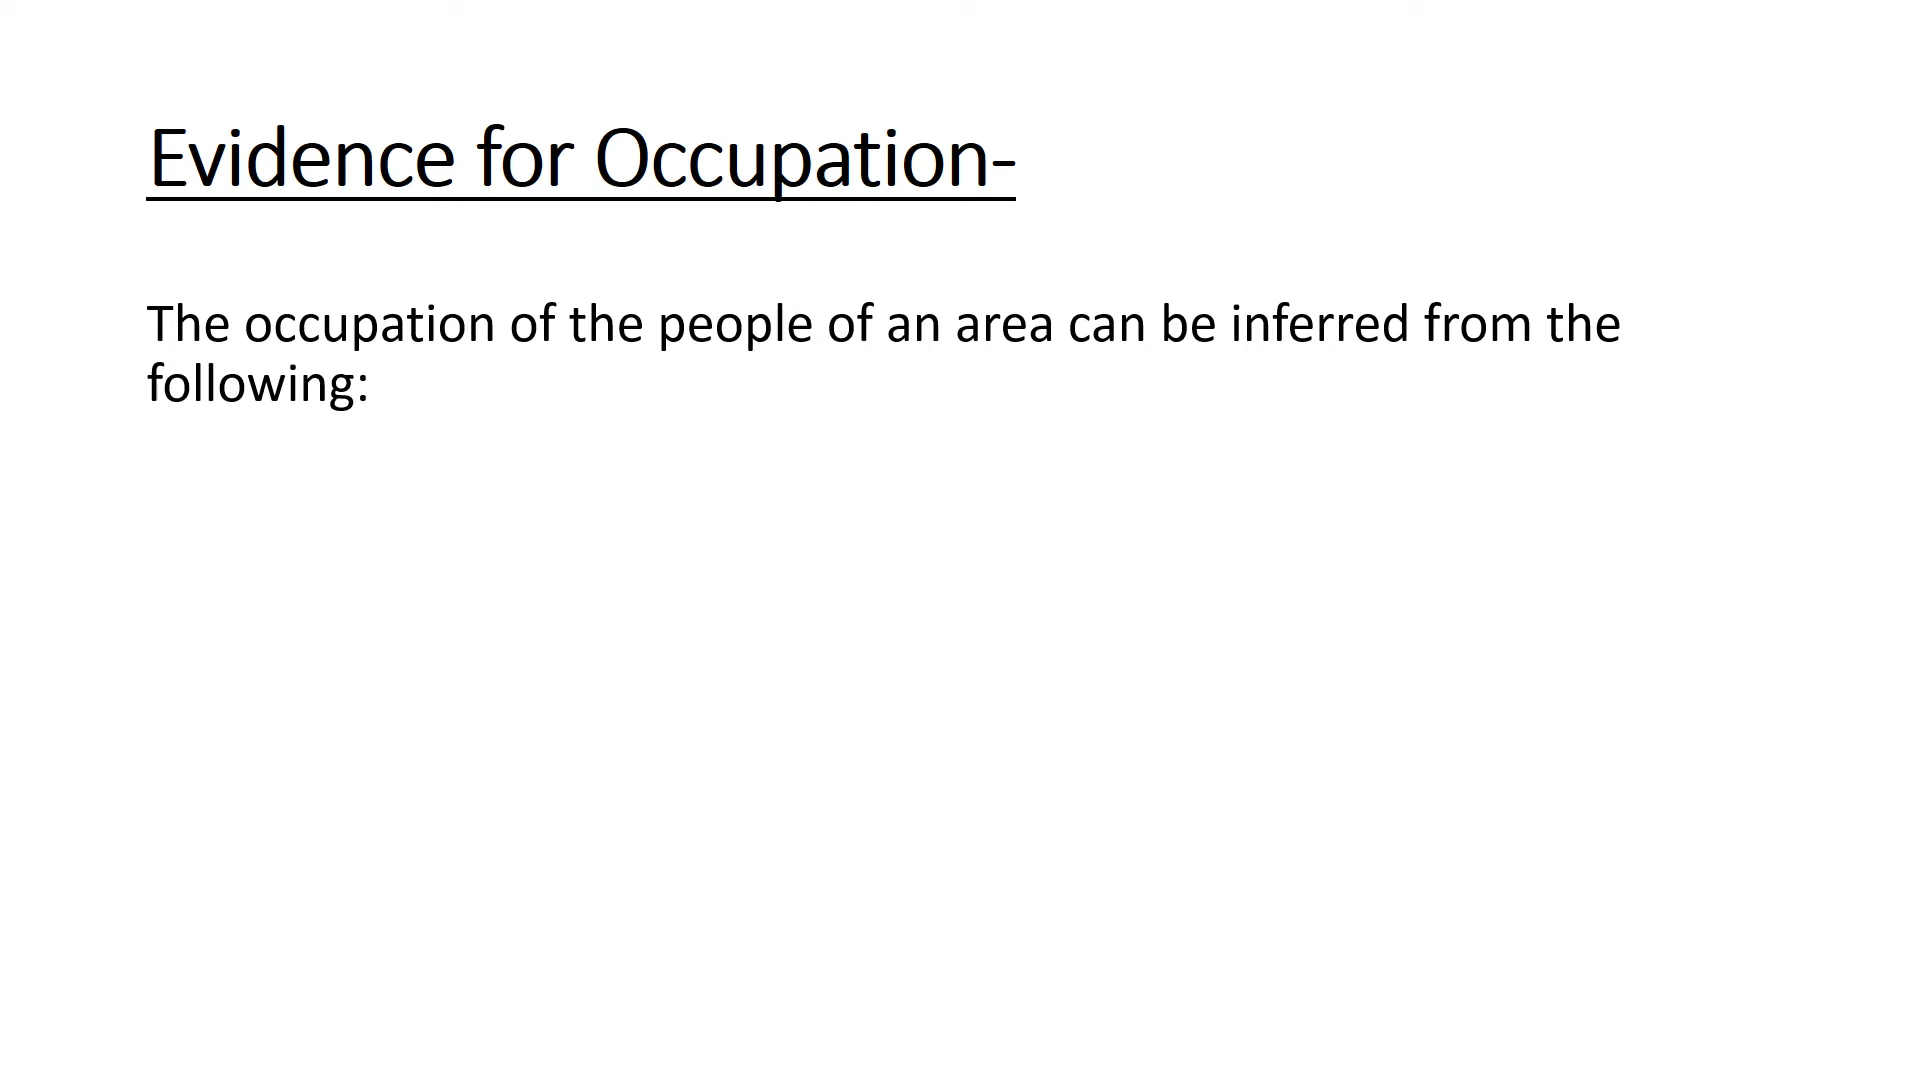 Evidence for Occupation-
The occupation of the people of an area can be inferred from the
following: